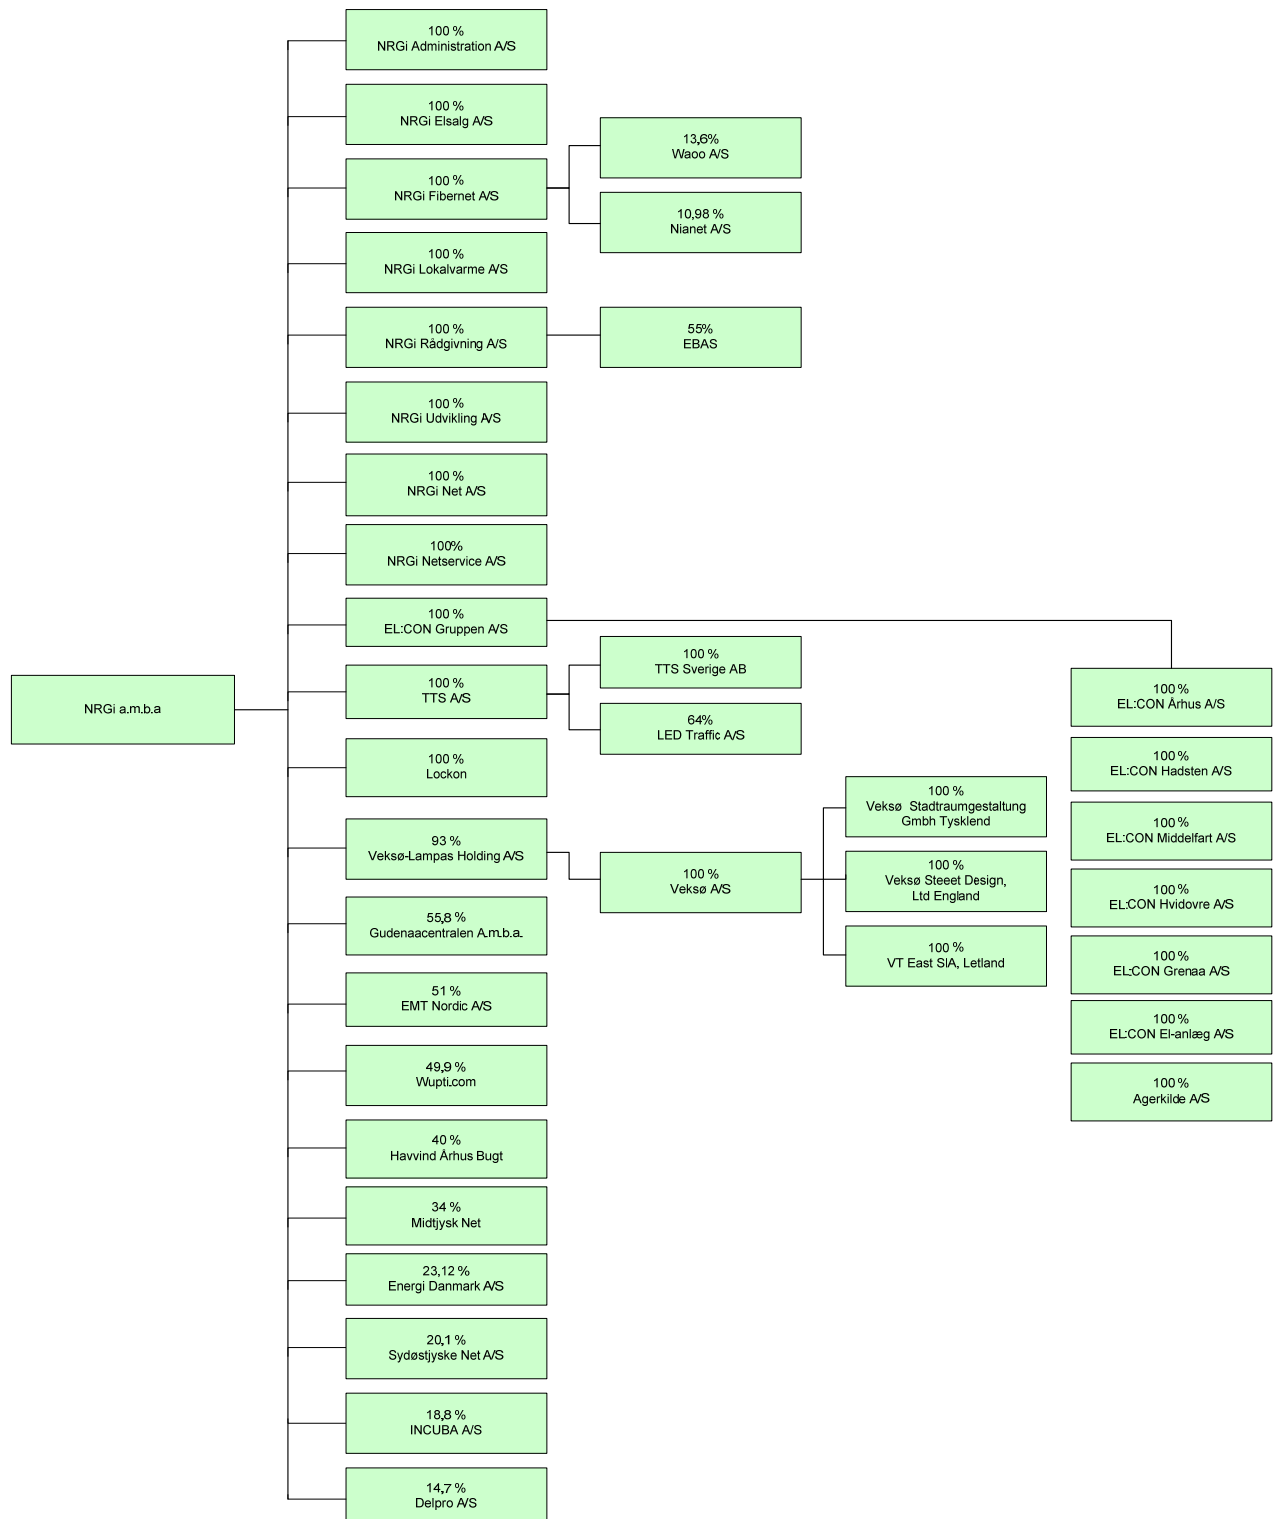 100 %
NRGi Administration A/S
100 %
NRGi Elsalg A/S
13,6%
Waoo A/S
100 %
NRGi Fibernet A/S
10,98 %
Nianet A/S
100 %
NRGi Lokalvarme A/S
100 %
NRGi Rådgivning A/S
55%
EBAS
100 %
NRGi Udvikling A/S
100 %
NRGi Net A/S
100%
NRGi Netservice A/S
100 %
EL:CON Gruppen A/S
100 %
TTS Sverige AB
100 %
TTS A/S
64%
LED Traffic A/S
NRGi a.m.b.a
100 %
Lockon
93 %
Veksø-Lampas Holding A/S
100 %
Veksø A/S
100 %
Veksø  Stadtraumgestaltung
Gmbh Tysklend
100 %
Veksø Steeet Design,
Ltd England
100 %
VT East SIA, Letland
100 %
EL:CON Århus A/S
100 %
EL:CON Hadsten A/S
100 %
EL:CON Middelfart A/S
100 %
EL:CON Hvidovre A/S
100 %
EL:CON Grenaa A/S
100 %
EL:CON El-anlæg A/S
100 %
Agerkilde A/S
55,8 %
Gudenaacentralen A.m.b.a.
51 %
EMT Nordic A/S
49,9 %
Wupti.com
40 %
Havvind Århus Bugt
34 %
Midtjysk Net
23,12 %
Energi Danmark A/S
20,1 %
Sydøstjyske Net A/S
18,8 %
INCUBA A/S
14,7 %
Delpro A/S